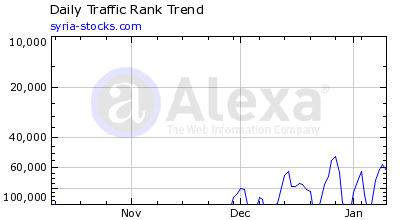 Daily Traffic Rank Trend
syria-stocks.com
10,000
20,000
40,000
60,000
100,000
a Alexa®
The Web Information Company
Nov Dec Jan